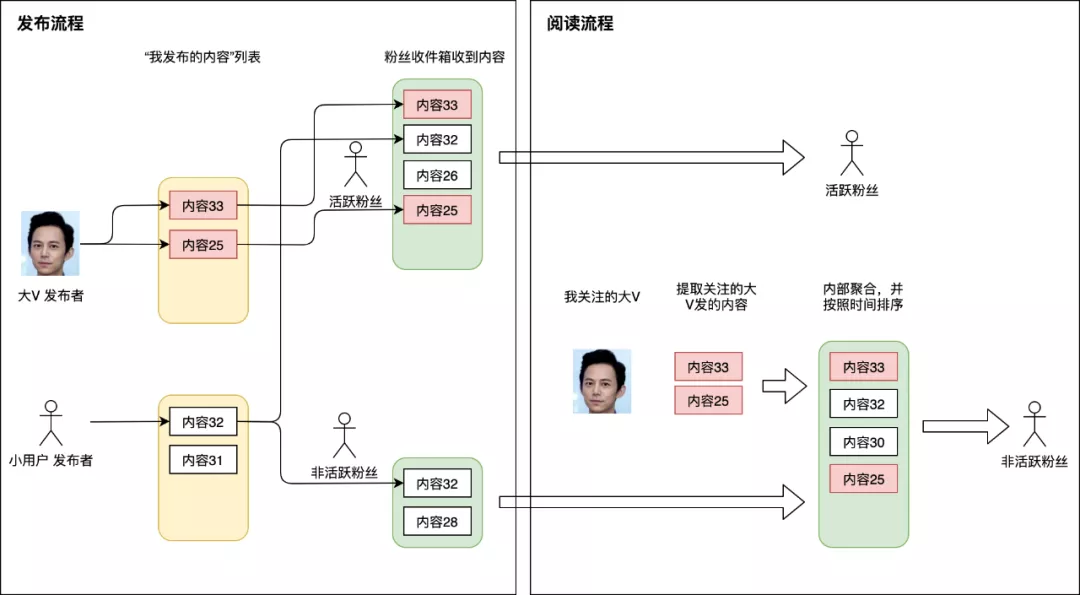 发布流程
“我发布的内容”列表
粉丝收件箱收到内容
内容33
内容32
内容26
内容25
活跃粉丝
内容33
内容25
大V 发布者
内容32
内容31
小用户 发布者
非活跃粉丝
内容32
内容28
阅读流程
活跃粉丝
我关注的大V
提取关注的大
V发的内容
内部聚合，并
按照时间排序
内容33
内容25
内容33
内容32
内容30
内容25
非活跃粉丝